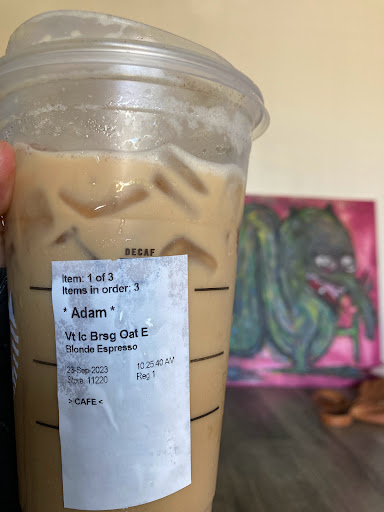 DECAF
Item: 1 of 3
Items in order: 3
* Adam *
Vt Ic Brsg Oat E
Blonde Espresso
23-Sep-2023 10:25:40 AM
Store, 11220 Reg 1
> CAFE <